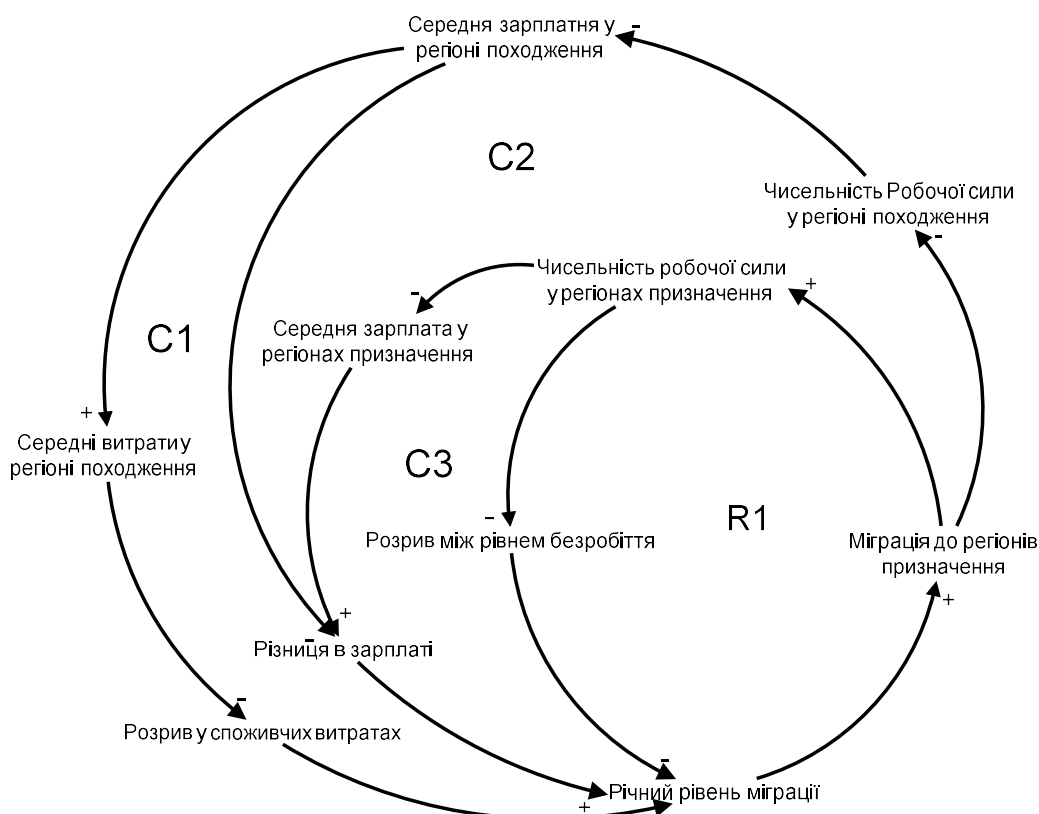 Середня зарплатня у
регіоні походження
-
C2
Чисельність Робочої сили
у регіоні походження
-
Чисельність робочої сили
у регіонах призначення
+
-
Середня зарплата у
регіонах призначення
C1
+
Середні витрати у
регіоні походження
C3
R1
-
Розрив між рівнем безробіття
Міграція до регіонів
призначення
+
+
-
Різниця в зарплаті
-
Розрив у споживчих витратах
-
Річний рівень міграції
+